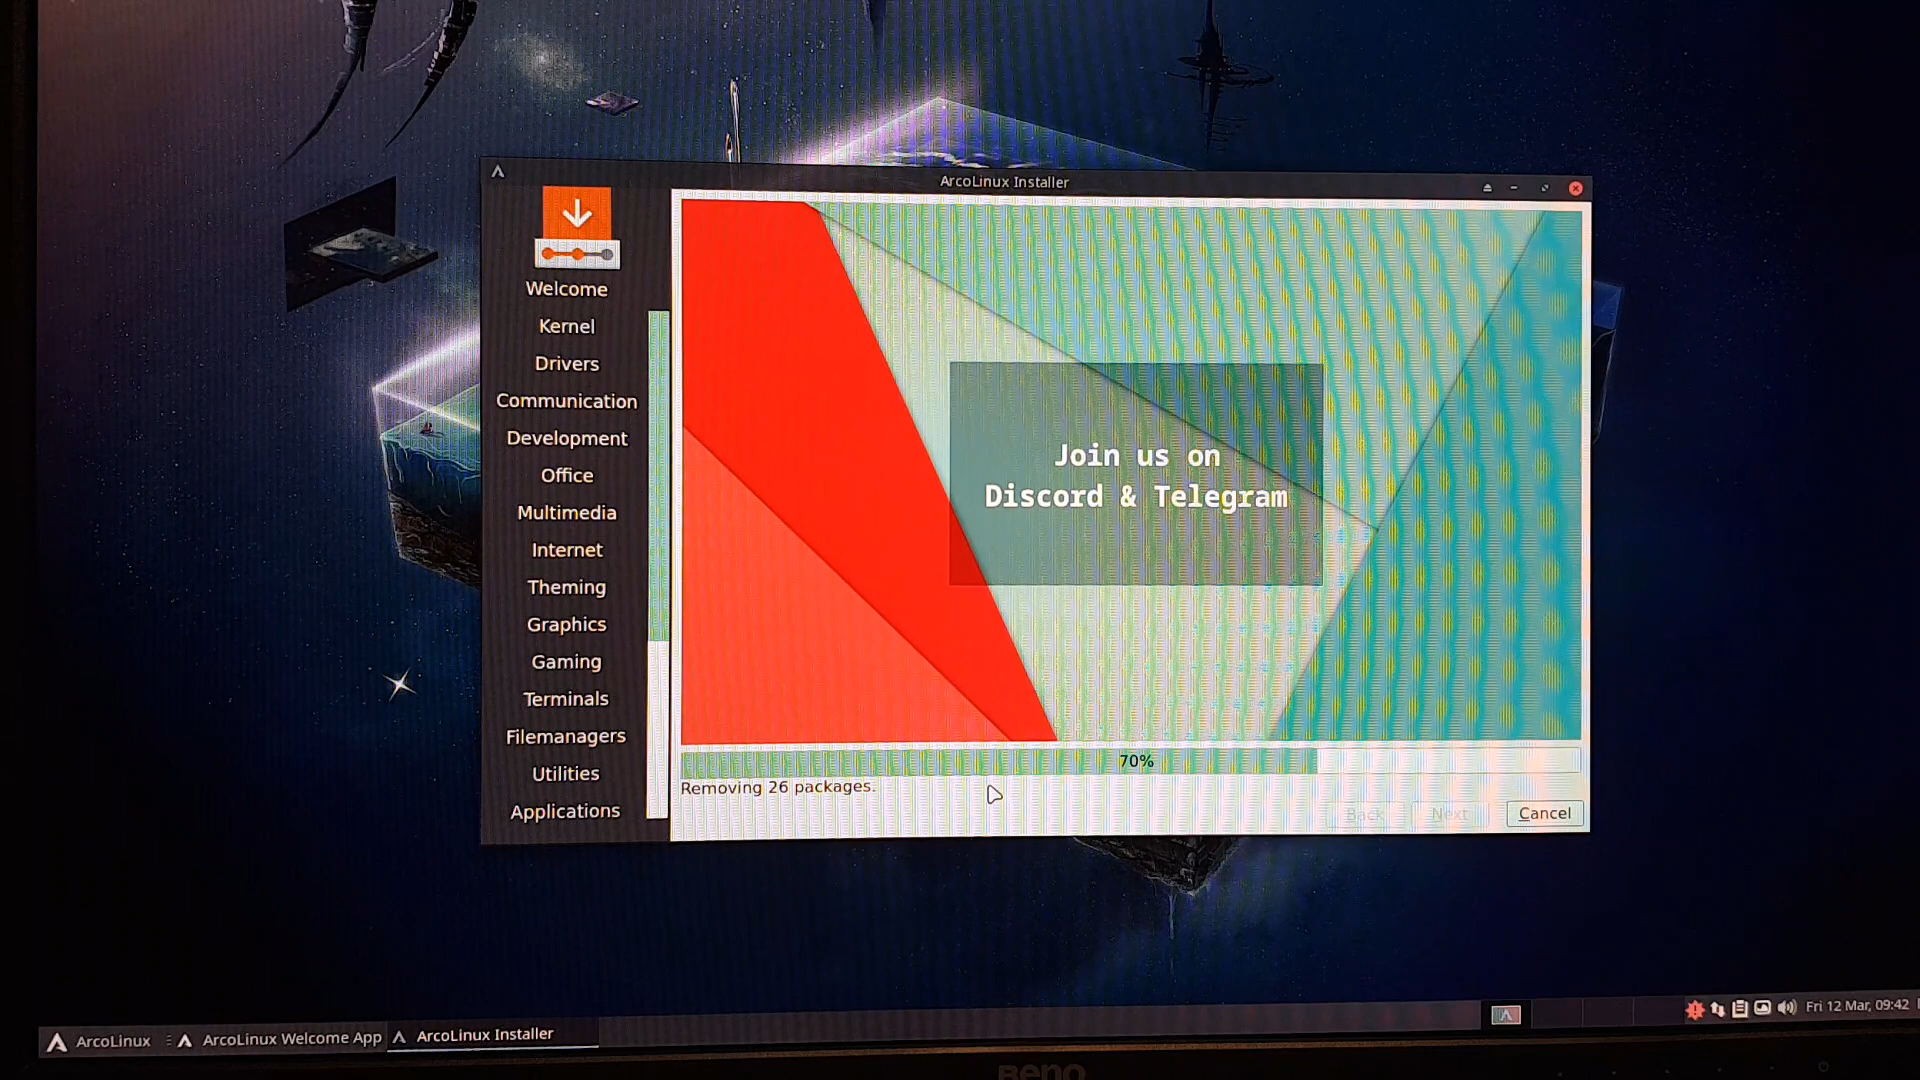 ArcoLinux Installer
Welcome
Kernel
Drivers
Communication
Development
Office
Multimedia
Internet
Theming
Graphics
Gaming
Terminals
Filemanagers
Utilities
Applications
Join us on
Discord & Telegram
70%
Removing 26 packages.
Back
Next
Cancel
ArcoLinux
ArcoLinux Welcome App
ArcoLinux Installer
Fri 12 Mar, 09:42
BenQ